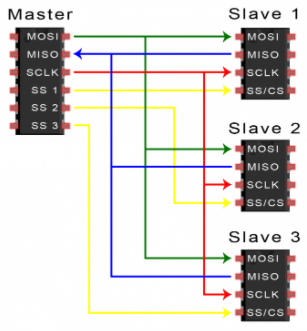 Master
MOSI
MISO
SCLK
SS 1
SS 2
SS 3
Slave 1
MOSI
MISO
SCLK
SS/CS
Slave 2
MOSI
MISO
SCLK
SS/CS
Slave 3
MOSI
MISO
SCLK
SS/CS